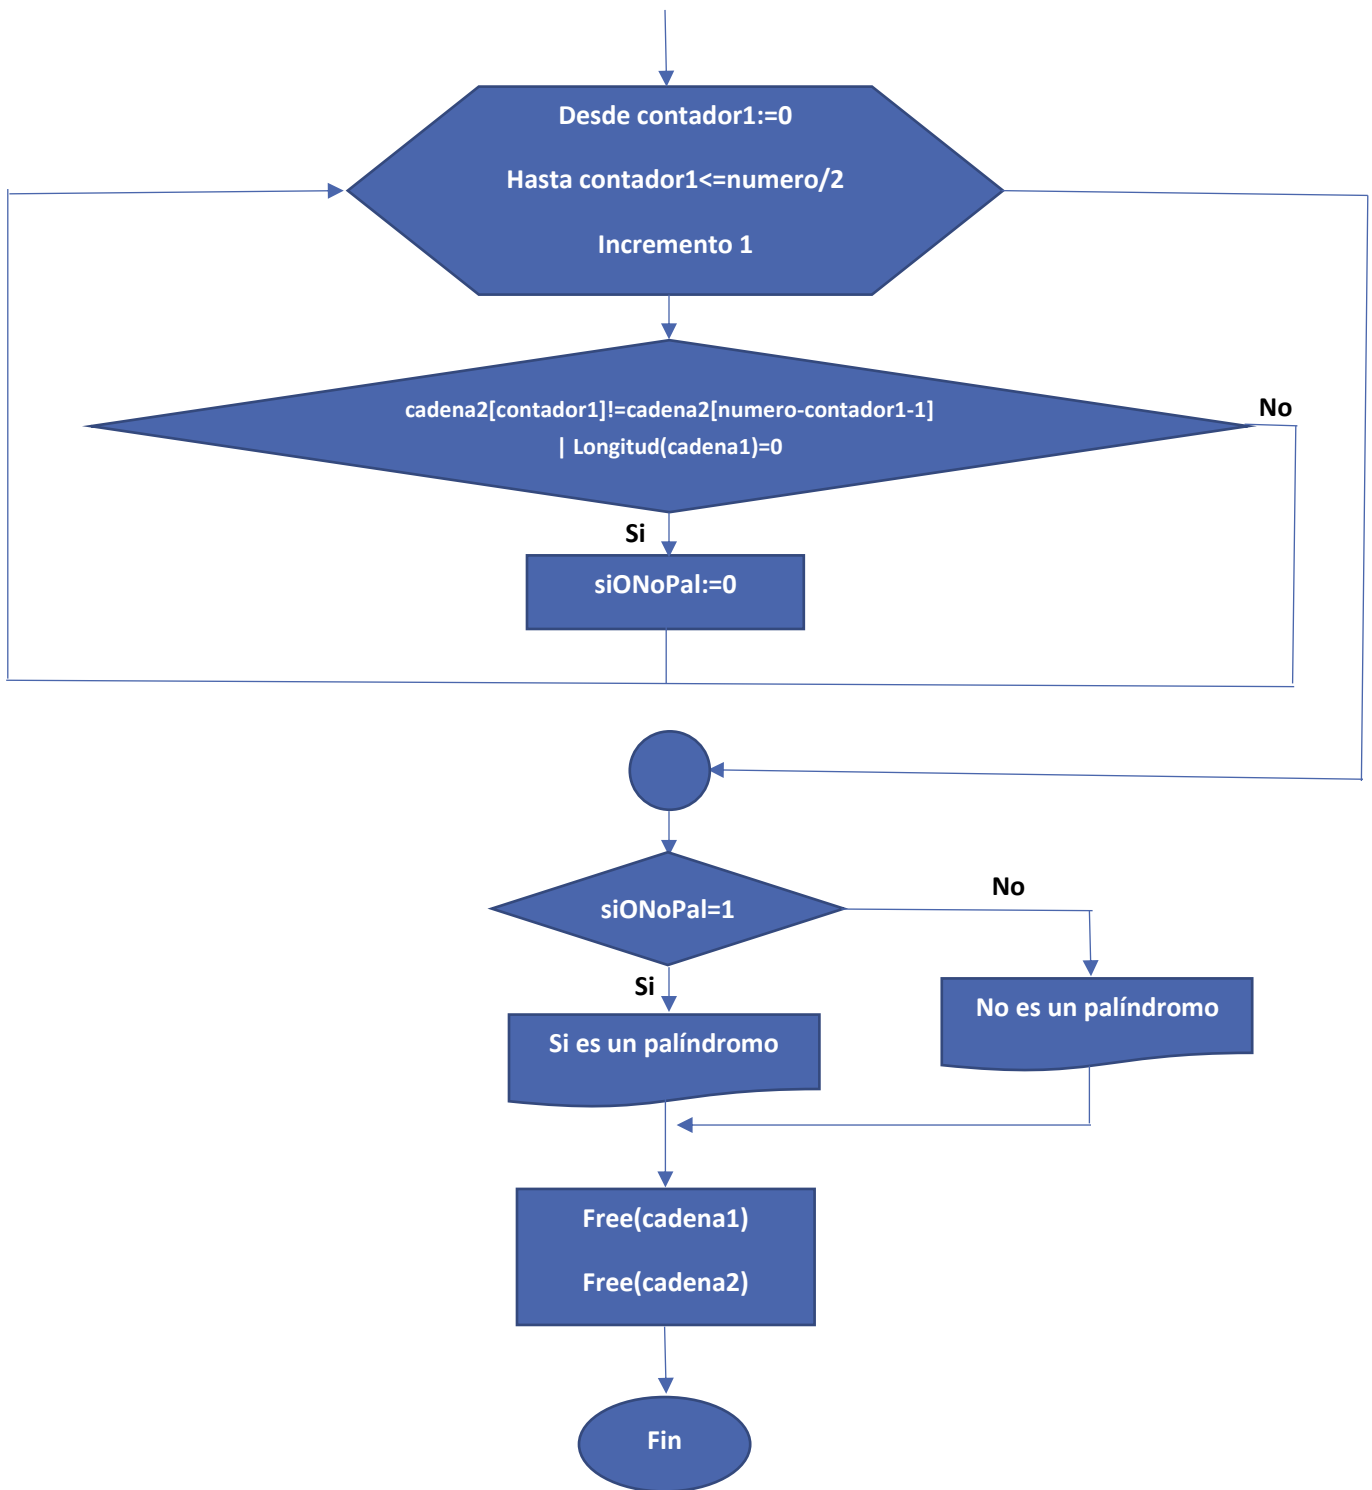 Desde contador1:=0
Hasta contador1<=numero/2
Incremento 1
cadena2[contador1]!=cadena2[numero-contador1-1]
| Longitud(cadena1)=0
No
Si
siONoPal:=0
siONoPal=1
No
Si
No es un palíndromo
Si es un palíndromo
Free(cadena1)
Free(cadena2)
Fin